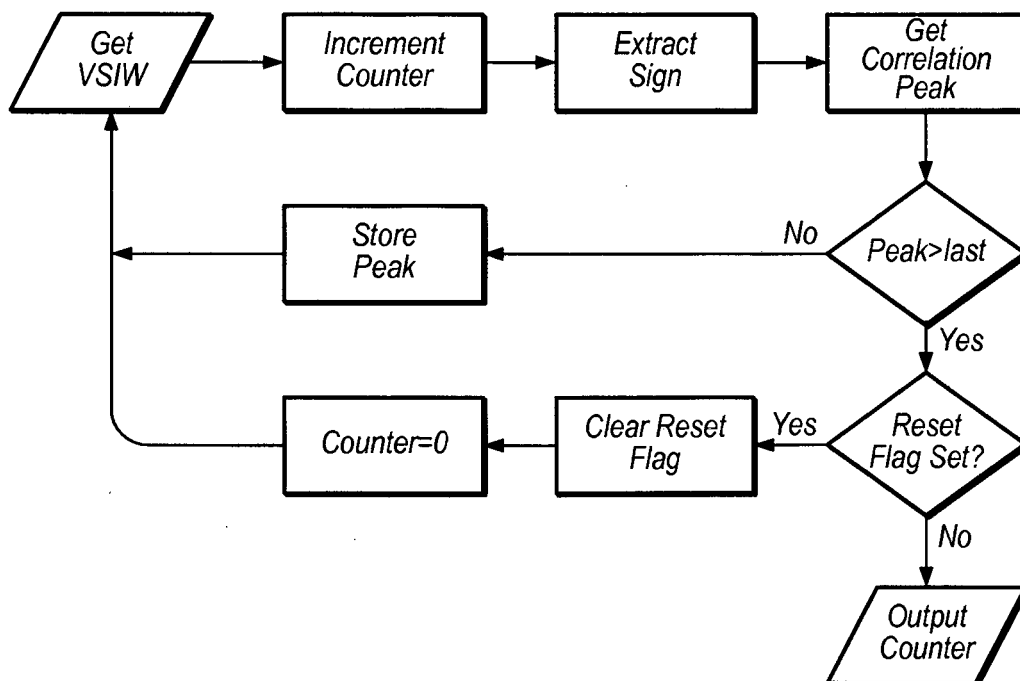 Get
VSIW
Increment
Counter
Extract
Sign
Get
Correlation
Peak
Store
Peak
No
Peak>last
Yes
Counter=0
Clear Reset
Flag
Yes
Reset
Flag Set?
No
Output
Counter